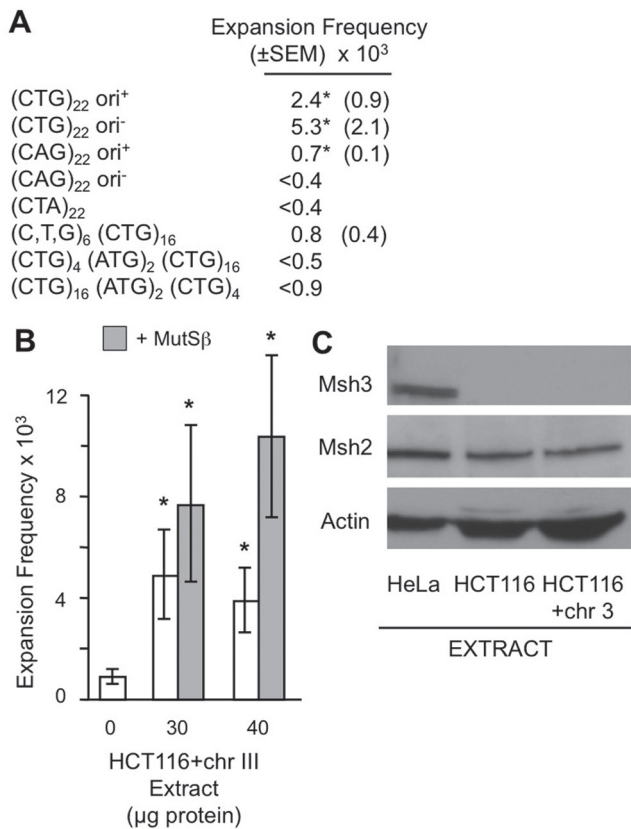 A
Expansion Frequency
(±SEM) x 10³
(CTG)₂₂ ori⁺ 2.4* (0.9)
(CTG)₂₂ ori⁻ 5.3* (2.1)
(CAG)₂₂ ori⁺ 0.7* (0.1)
(CAG)₂₂ ori⁻ <0.4
(CTA)₂₂ <0.4
(C,T,G)₆ (CTG)₁₆ 0.8 (0.4)
(CTG)₄ (ATG)₂ (CTG)₁₆ <0.5
(CTG)₁₆ (ATG)₂ (CTG)₄ <0.9
B
+ MutSβ
Expansion Frequency x 10³
12
8
4
0
* * * *
0 30 40
HCT116+chr III
Extract
(µg protein)
C
Msh3
Msh2
Actin
HeLa HCT116 HCT116
+chr 3
EXTRACT